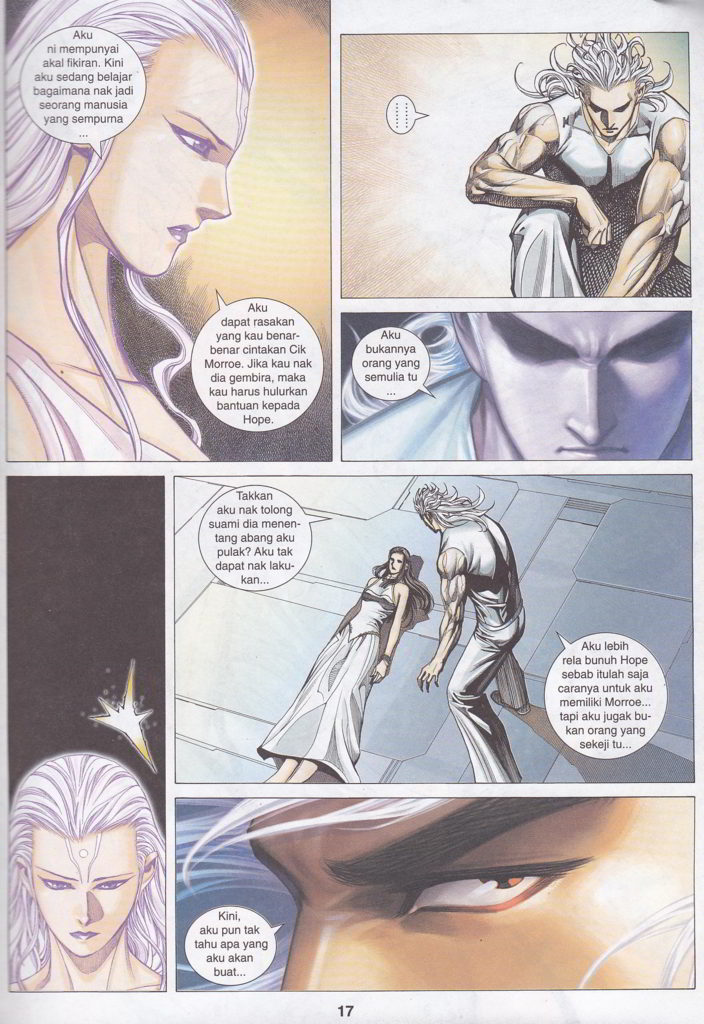 Aku
ni mempunyai
akal fikiran. Kini
aku sedang belajar
bagaimana nak jadi
seorang manusia
yang sempurna
...
Aku
dapat rasakan
yang kau benar-
benar cintakan Cik
Morroe. Jika kau nak
dia gembira, maka
kau harus hulurkan
bantuan kepada
Hope.
Aku
bukannya
orang yang
semulia tu
...
Takkan
aku nak tolong
suami dia menen-
tang abang aku
pulak? Aku tak
dapat nak laku-
kan...
Aku lebih
rela bunuh Hope
sebab itulah saja
caranya untuk aku
memiliki Morroe...
tapi aku jugak bu-
kan orang yang
sekeji tu...
Kini,
aku pun tak
tahu apa yang
aku akan
buat...
17